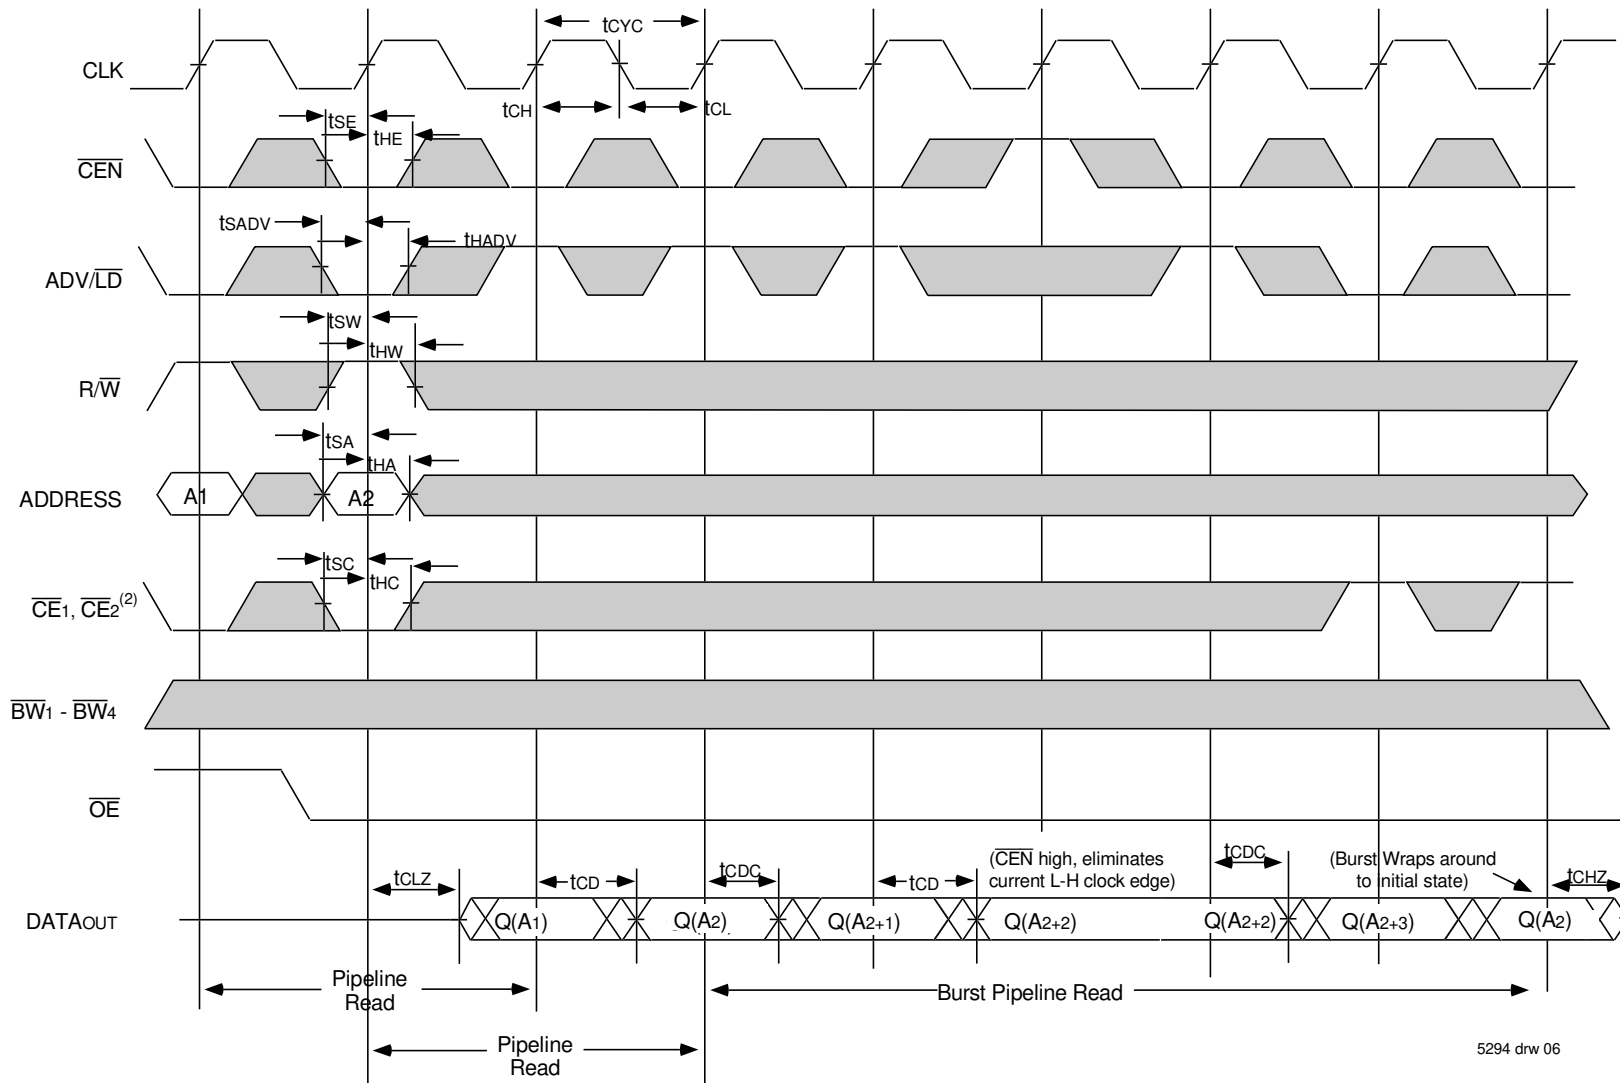 tCYC
CLK
tCH
tCL
tSE
tHE
CEN
tSADV
tHADV
ADV/LD
tSW
tHW
R/W
tSA
tHA
ADDRESS
A1
A2
tSC
tHC
CE1, CE2(2)
BW1 - BW4
OE
(CEN high, eliminates
current L-H clock edge)
(Burst Wraps around
to initial state)
tCLZ
tCD
tCDC
tCD
tCDC
tCHZ
DATAOUT
Q(A1)
Q(A2)
Q(A2+1)
Q(A2+2)
Q(A2+2)
Q(A2+3)
Q(A2)
Pipeline
Read
Burst Pipeline Read
Pipeline
Read
5294 drw 06